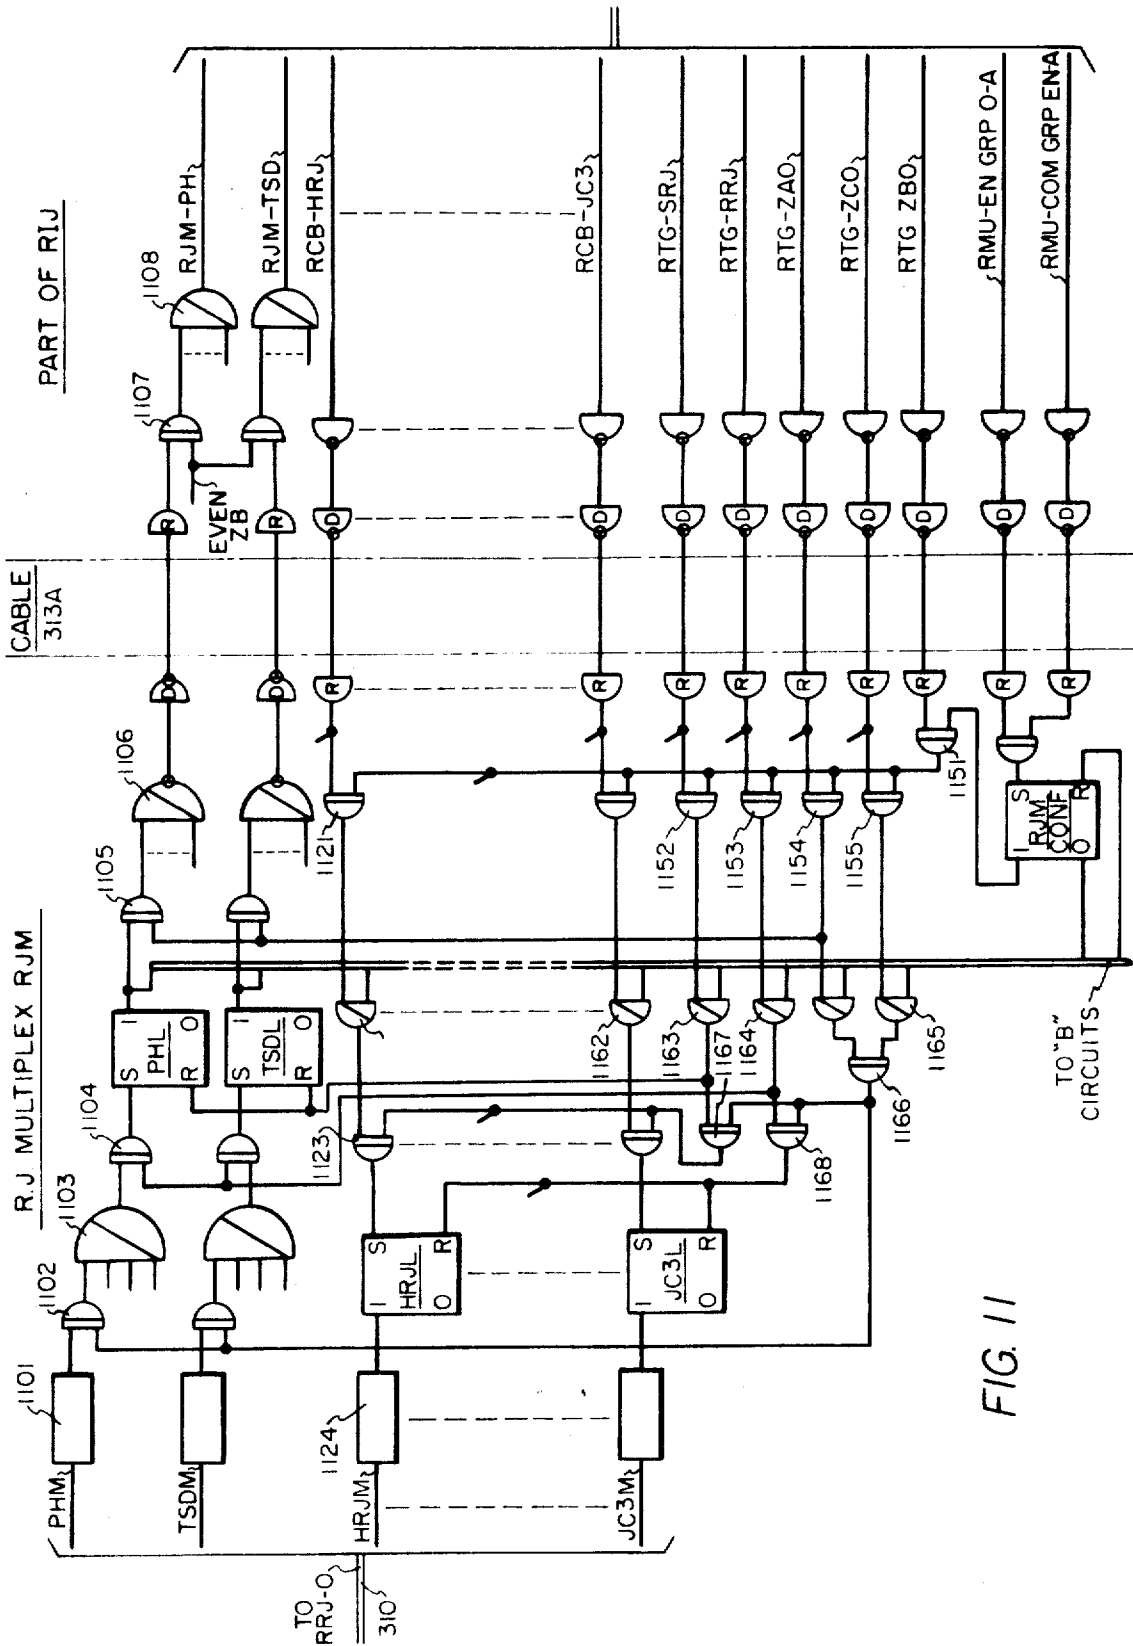 R.J. MULTIPLEX RJM
CABLE
313A
PART OF RIJ
PHM
1101
1102
1103
1104
S
I
PHL
R
O
1105
1106
D
R
1107
1108
RJM-PH
EVEN
ZB
TSDM
S
I
TSDL
R
O
D
R
RJM-TSD
1121
R
D
RCB-HRJ
TO
RRJ-O
310
HRJM
1124
I
S
HRJL
O
R
1123
JC3M
I
S
JC3L
O
R
1162
R
D
RCB-JC3
1163
1152
R
D
RTG-SRJ
1167
1164
1153
R
D
RTG-RRJ
1168
1154
R
D
RTG-ZAO
1166
1165
1155
R
D
RTG-ZCO
R
D
RTG ZBO
1151
R
D
RMU-EN GRP O-A
I
S
RJM
CONF
O
R
R
D
RMU-COM GRP EN-A
TO "B"
CIRCUITS
FIG. 11